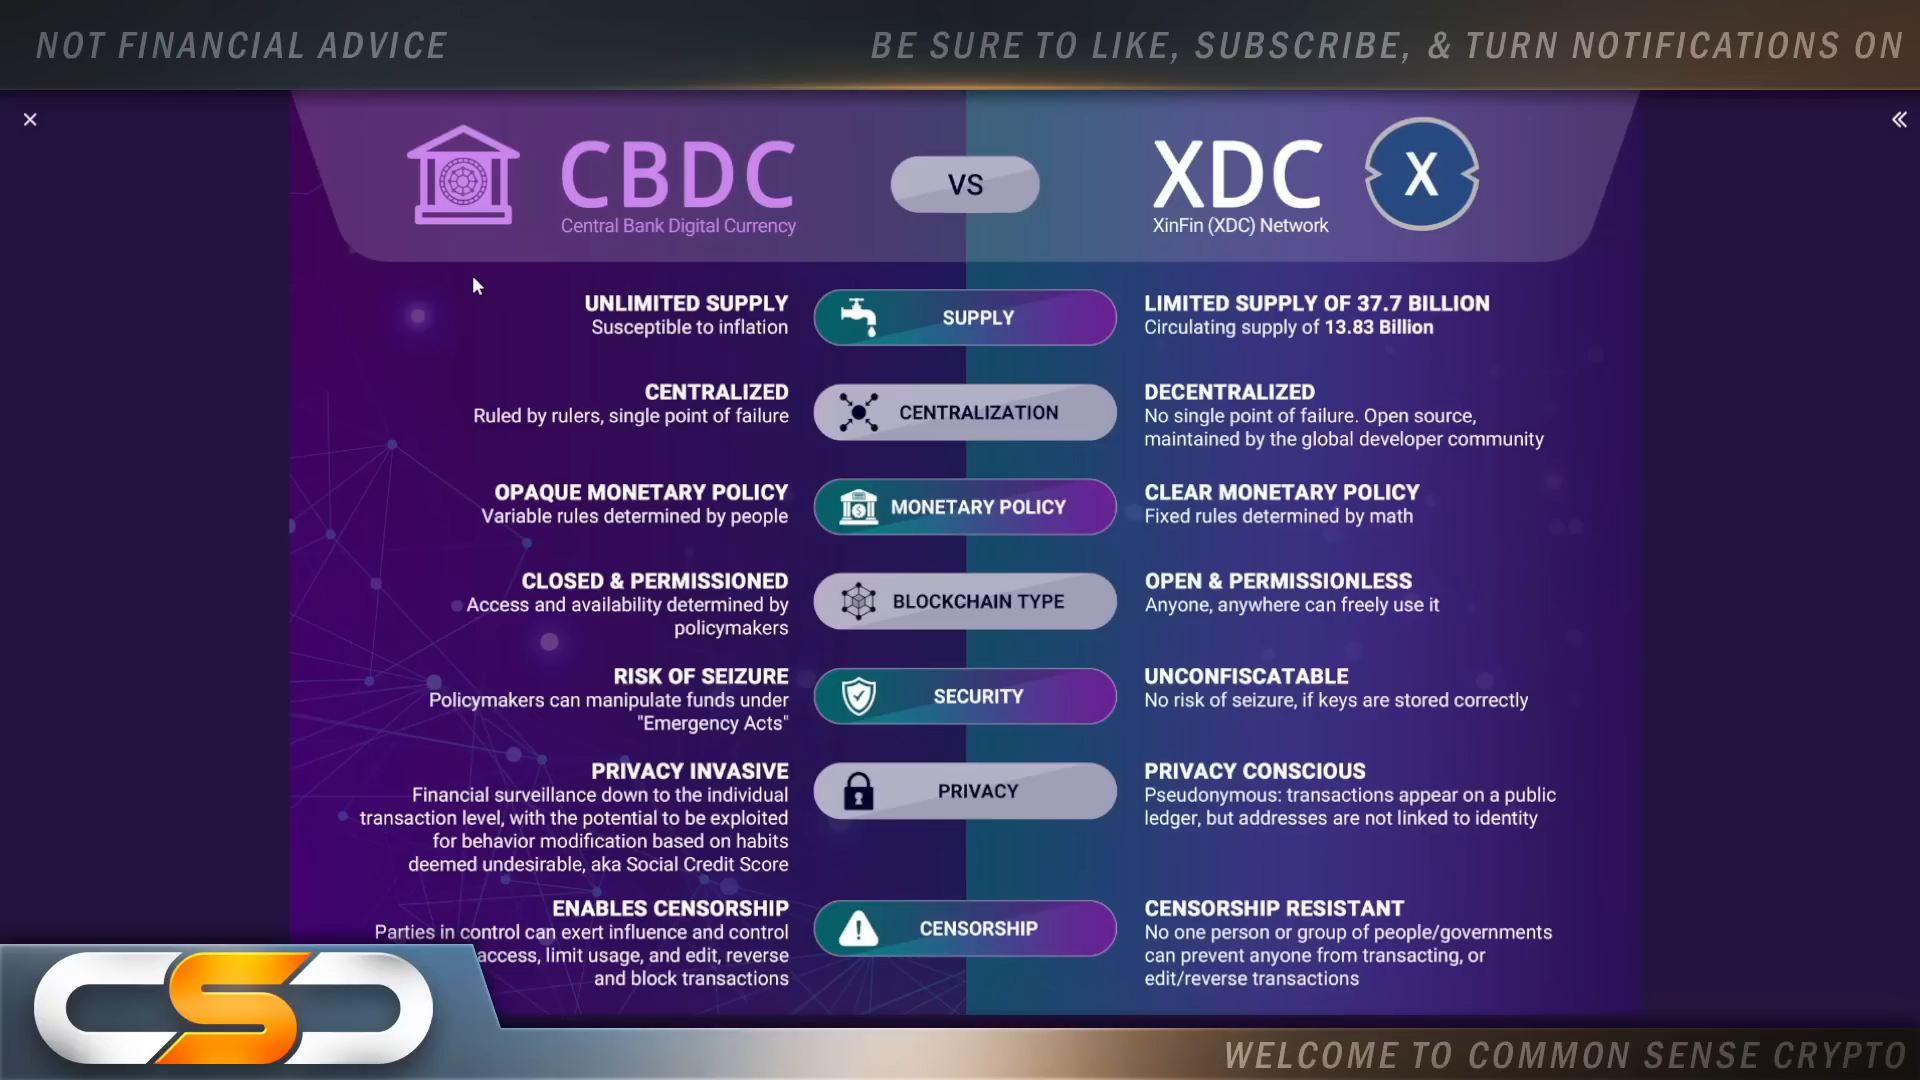 NOT FINANCIAL ADVICE
BE SURE TO LIKE, SUBSCRIBE, & TURN NOTIFICATIONS ON
CBDC
Central Bank Digital Currency
VS
XDC
XinFin (XDC) Network
X
UNLIMITED SUPPLY
Susceptible to inflation
SUPPLY
LIMITED SUPPLY OF 37.7 BILLION
Circulating supply of 13.83 Billion
CENTRALIZED
Ruled by rulers, single point of failure
CENTRALIZATION
DECENTRALIZED
No single point of failure. Open source,
maintained by the global developer community
OPAQUE MONETARY POLICY
Variable rules determined by people
MONETARY POLICY
CLEAR MONETARY POLICY
Fixed rules determined by math
CLOSED & PERMISSIONED
Access and availability determined by
policymakers
BLOCKCHAIN TYPE
OPEN & PERMISSIONLESS
Anyone, anywhere can freely use it
RISK OF SEIZURE
Policymakers can manipulate funds under
"Emergency Acts"
SECURITY
UNCONFISCATABLE
No risk of seizure, if keys are stored correctly
PRIVACY INVASIVE
Financial surveillance down to the individual
transaction level, with the potential to be exploited
for behavior modification based on habits
deemed undesirable, aka Social Credit Score
PRIVACY
PRIVACY CONSCIOUS
Pseudonymous: transactions appear on a public
ledger, but addresses are not linked to identity
ENABLES CENSORSHIP
Parties in control can exert influence and control
access, limit usage, and edit, reverse
and block transactions
CENSORSHIP
CENSORSHIP RESISTANT
No one person or group of people/governments
can prevent anyone from transacting, or
edit/reverse transactions
CSC
WELCOME TO COMMON SENSE CRYPTO